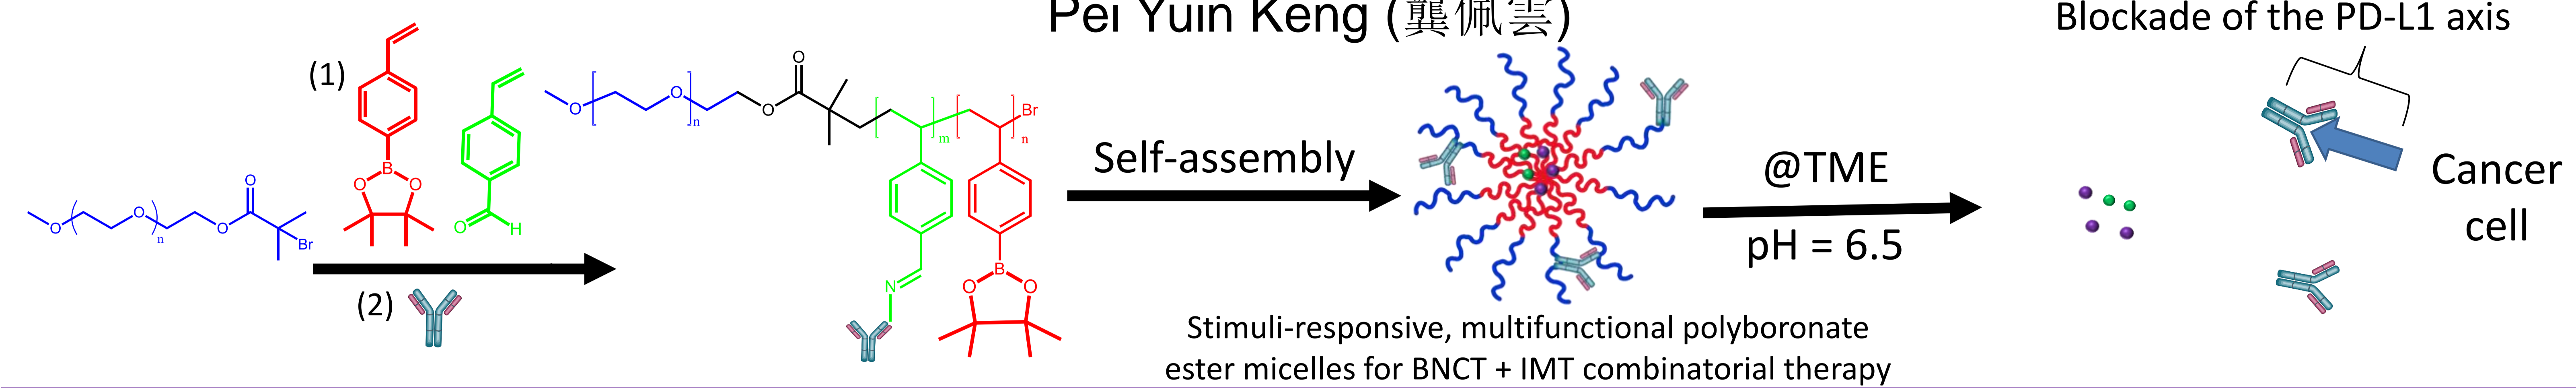 Pei Yuin Keng (龔佩雲)
Blockade of the PD-L1 axis
(1)
B
O
O
O
H
O
O
n
O
O
Br
(2)
O
O
n
O
O
m
n
Br
N
B
O
O
Self-assembly
@TME
pH = 6.5
Cancer
cell
Stimuli-responsive, multifunctional polyboronate
ester micelles for BNCT + IMT combinatorial therapy